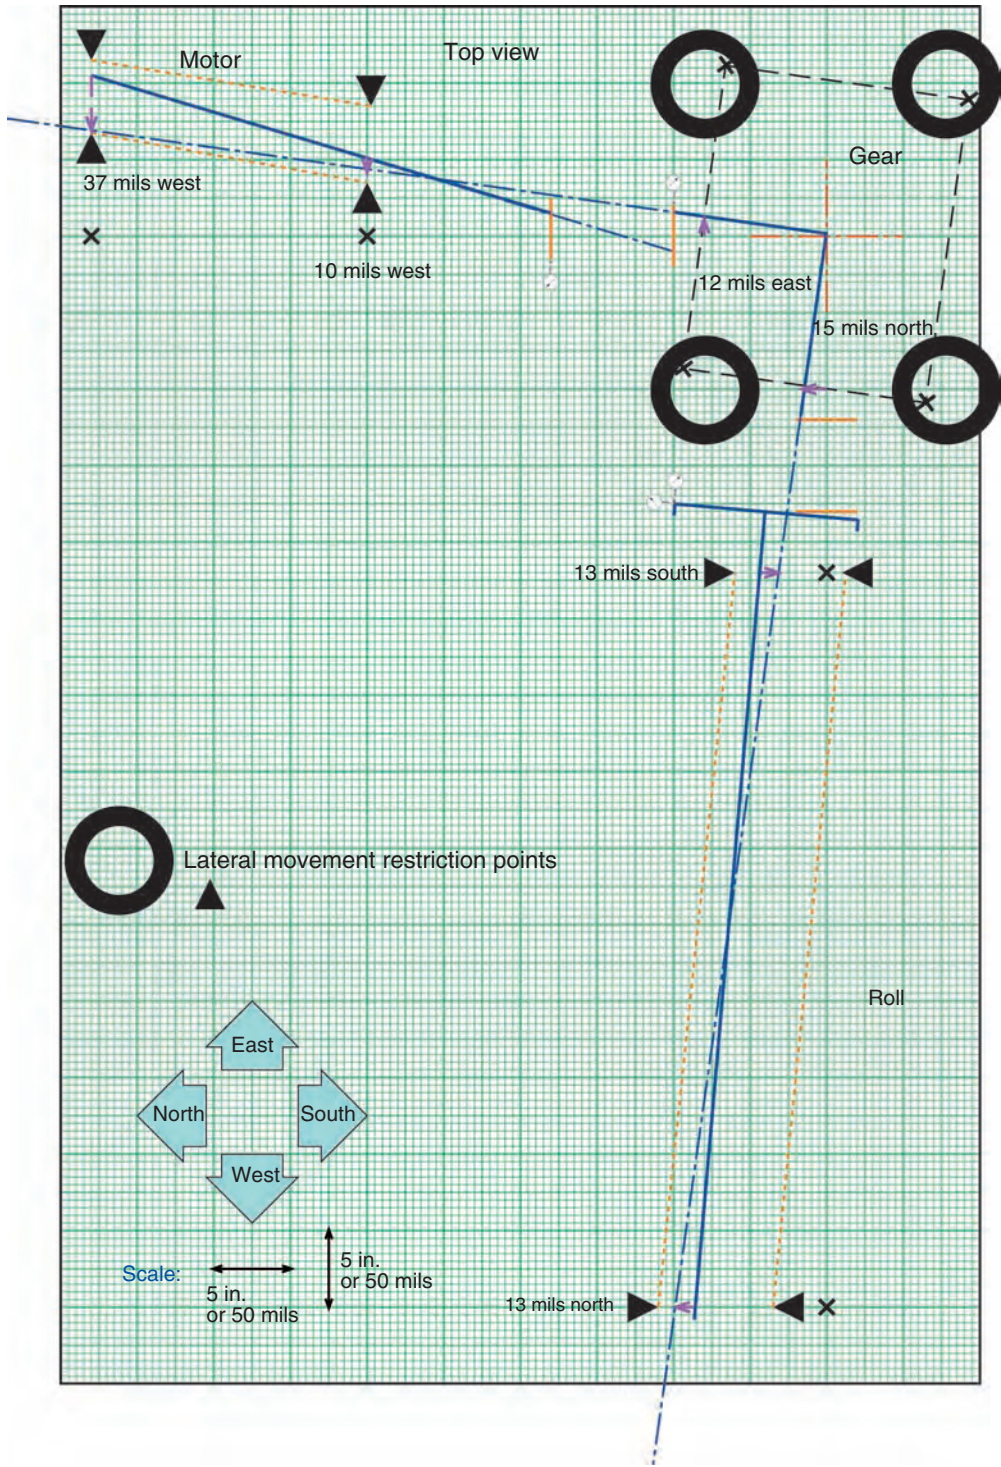 Top view
Motor
Gear
37 mils west
10 mils west
12 mils east
15 mils north
13 mils south
Lateral movement restriction points
Roll
East
North
South
West
Scale:
5 in.
or 50 mils
5 in.
or 50 mils
13 mils north